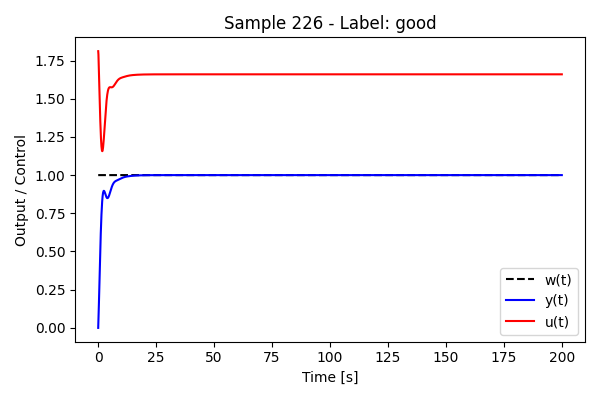 Sample 226 - Label: good
Output / Control
1.75
1.50
1.25
1.00
0.75
0.50
0.25
0.00
w(t)
y(t)
u(t)
0 25 50 75 100 125 150 175 200
Time [s]